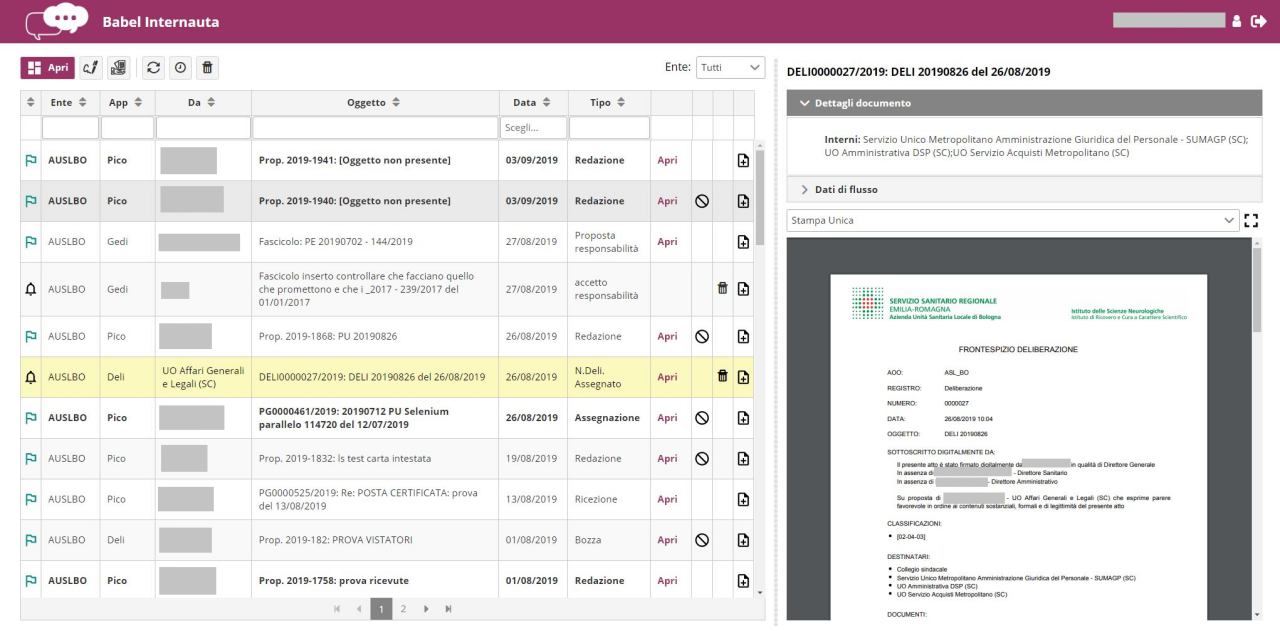 Babel Internauta
Apri
Ente: Tutti
Ente App Da Oggetto Data Tipo
Scegli...
AUSLBO Pico Prop. 2019-1941: [Oggetto non presente] 03/09/2019 Redazione Apri
AUSLBO Pico Prop. 2019-1940: [Oggetto non presente] 03/09/2019 Redazione Apri
AUSLBO Gedi Fascicolo: PE 20190702 - 144/2019 27/08/2019 Proposta
responsabilità Apri
AUSLBO Gedi Fascicolo inserto controllare che facciano quello
che promettono e che i _2017 - 239/2017 del
01/01/2017 27/08/2019 accetto
responsabilità
AUSLBO Pico Prop. 2019-1868: PU 20190826 26/08/2019 Redazione Apri
AUSLBO Deli UO Affari Generali
e Legali (SC) DELI0000027/2019: DELI 20190826 del 26/08/2019 26/08/2019 N.Deli.
Assegnato Apri
AUSLBO Pico PG0000461/2019: 20190712 PU Selenium
parallelo 114720 del 12/07/2019 26/08/2019 Assegnazione Apri
AUSLBO Pico Prop. 2019-1832: ls test carta intestata 19/08/2019 Redazione Apri
AUSLBO Pico PG0000525/2019: Re: POSTA CERTIFICATA: prova
del 13/08/2019 13/08/2019 Ricezione Apri
AUSLBO Deli Prop. 2019-182: PROVA VISTATORI 01/08/2019 Bozza Apri
AUSLBO Pico Prop. 2019-1758: prova ricevute 01/08/2019 Redazione Apri
1 2
DELI0000027/2019: DELI 20190826 del 26/08/2019
Dettagli documento
Interni: Servizio Unico Metropolitano Amministrazione Giuridica del Personale - SUMAGP (SC);
UO Amministrativa DSP (SC);UO Servizio Acquisti Metropolitano (SC)
Dati di flusso
Stampa Unica
SERVIZIO SANITARIO REGIONALE
EMILIA-ROMAGNA
Azienda Unità Sanitaria Locale di Bologna
Istituto delle Scienze Neurologiche
Istituto di Ricovero e Cura a Carattere Scientifico
FRONTESPIZIO DELIBERAZIONE
AOO: ASL_BO
REGISTRO: Deliberazione
NUMERO: 0000027
DATA: 26/08/2019 10:04
OGGETTO: DELI 20190826
SOTTOSCRITTO DIGITALMENTE DA:
Il presente atto è stato firmato digitalmente da in qualità di Direttore Generale
In assenza di - Direttore Sanitario
In assenza di - Direttore Amministrativo
Su proposta di - UO Affari Generali e Legali (SC) che esprime parere
favorevole in ordine ai contenuti sostanziali, formali e di legittimità del presente atto
CLASSIFICAZIONI:
• [02-04-03]
DESTINATARI:
• Collegio sindacale
• Servizio Unico Metropolitano Amministrazione Giuridica del Personale - SUMAGP (SC)
• UO Amministrativa DSP (SC)
• UO Servizio Acquisti Metropolitano (SC)
DOCUMENTI: